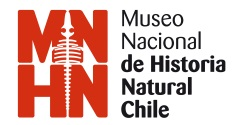 MN
HN
Museo
Nacional
de Historia
Natural
Chile